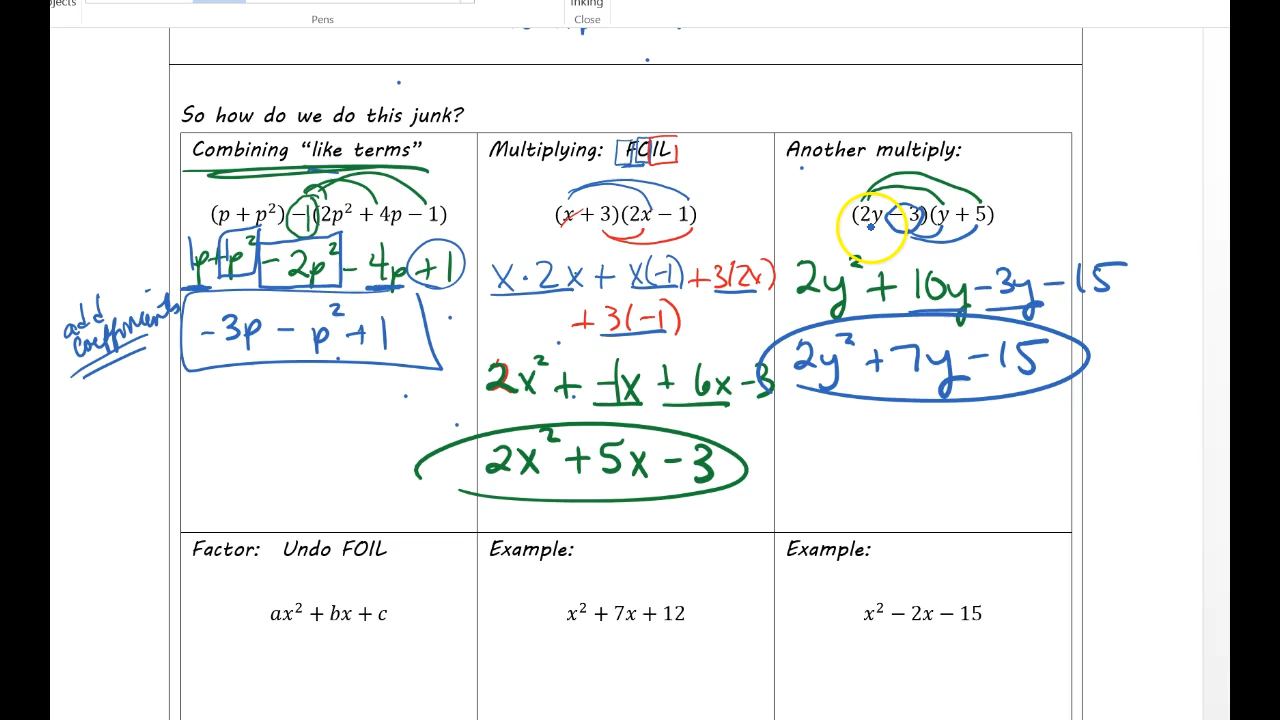 Pens
Close
So how do we do this junk?
Combining “like terms”
(p + p²) −1(2p² + 4p − 1)
1p+1p² − 2p² − 4p + 1
add
coefficients
-3p − p² + 1
Multiplying: FOIL
(x + 3)(2x − 1)
x · 2x + x(-1) + 3(2x)
+ 3(-1)
2x² + -1x + 6x - 3
2x² + 5x - 3
Another multiply:
(2y − 3)(y + 5)
2y² + 10y - 3y - 15
2y² + 7y - 15
Factor: Undo FOIL
ax² + bx + c
Example:
x² + 7x + 12
Example:
x² − 2x − 15